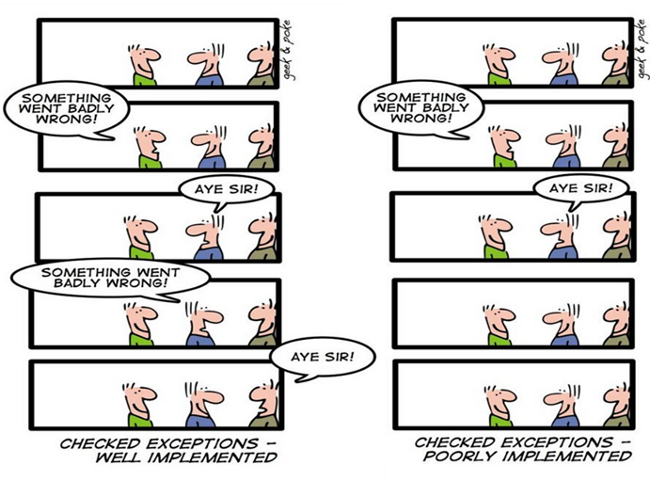 geek & poke
SOMETHING
WENT BADLY
WRONG!
AYE SIR!
SOMETHING WENT
BADLY WRONG!
AYE SIR!
CHECKED EXCEPTIONS –
WELL IMPLEMENTED
geek & poke
SOMETHING
WENT BADLY
WRONG!
AYE SIR!
CHECKED EXCEPTIONS –
POORLY IMPLEMENTED